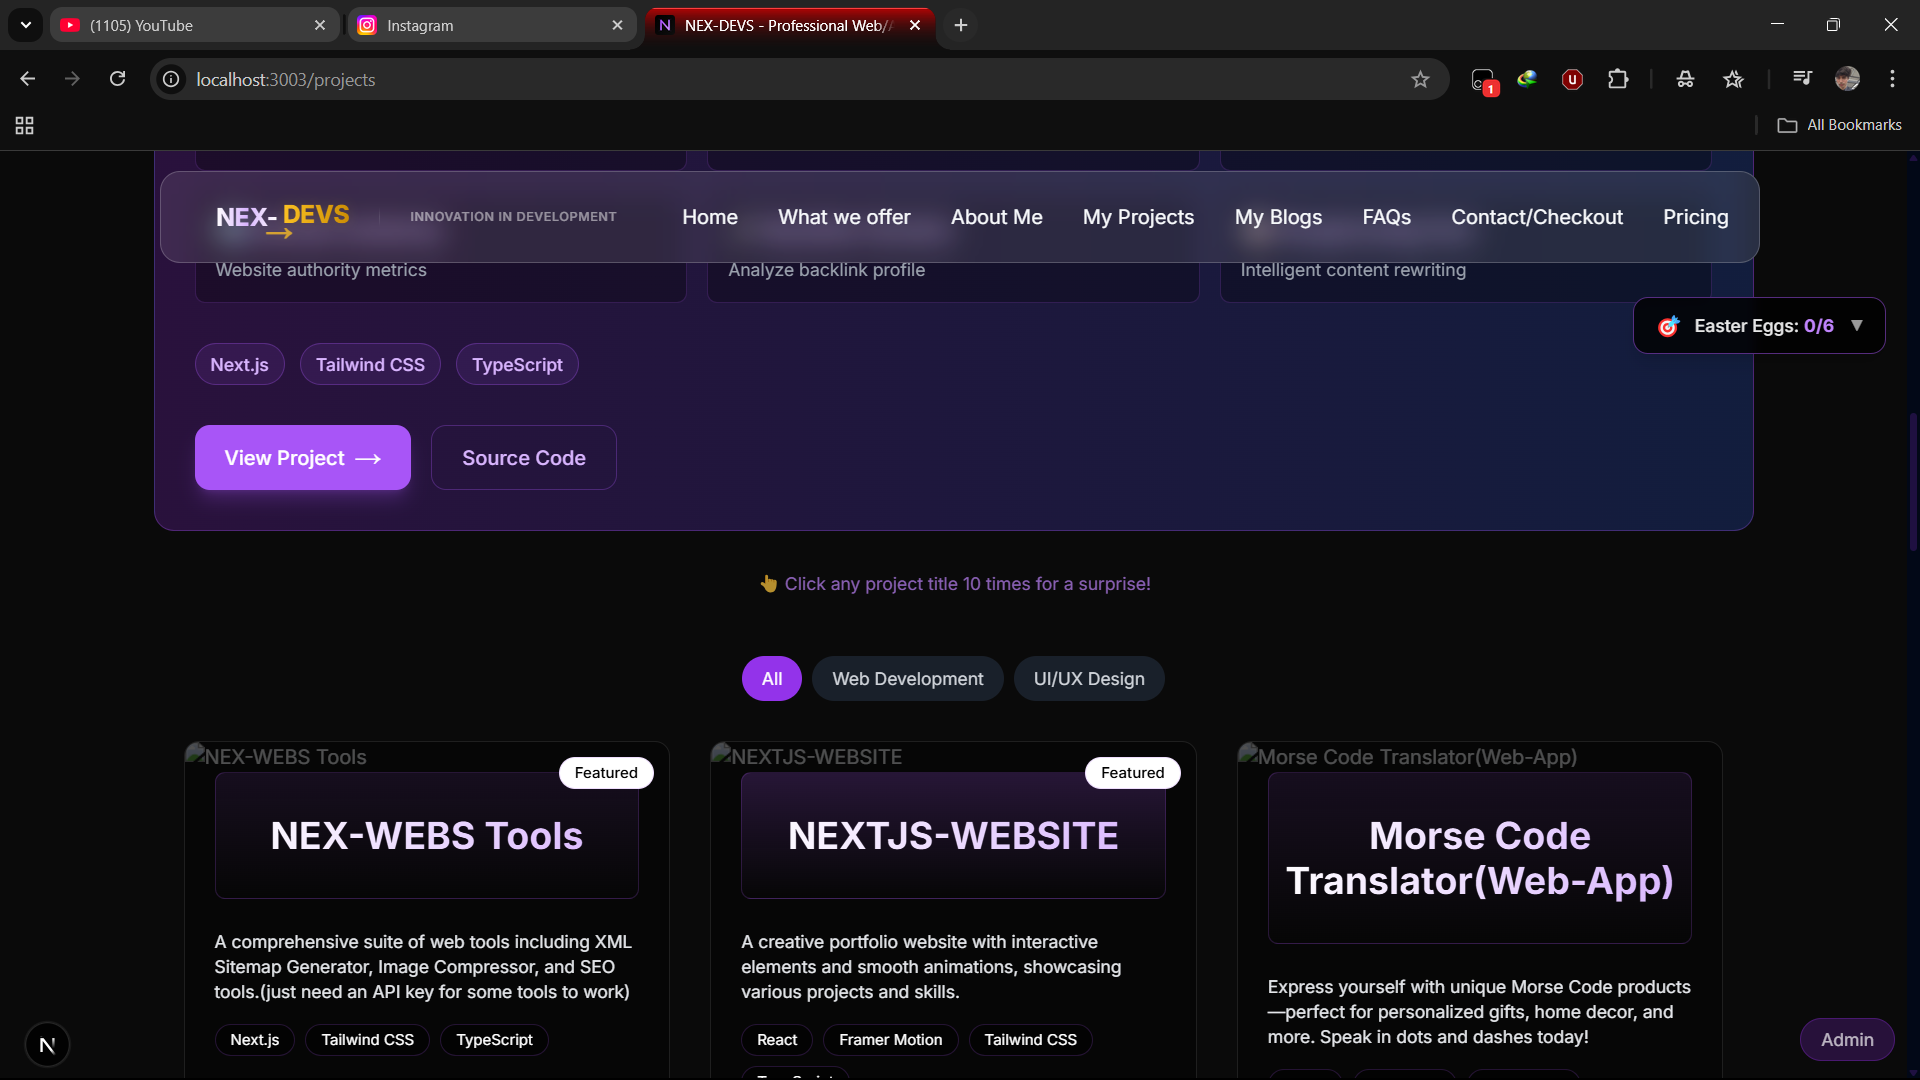 (1105) YouTube
Instagram
NEX-DEVS - Professional Web/
localhost:3003/projects
1
All Bookmarks
NEX- DEVS
INNOVATION IN DEVELOPMENT
Home
What we offer
About Me
My Projects
My Blogs
FAQs
Contact/Checkout
Pricing
Website authority metrics
Analyze backlink profile
Intelligent content rewriting
Easter Eggs: 0/6 ▼
Next.js
Tailwind CSS
TypeScript
View Project →
Source Code
👆 Click any project title 10 times for a surprise!
All
Web Development
UI/UX Design
NEX-WEBS Tools
Featured
NEX-WEBS Tools
A comprehensive suite of web tools including XML
Sitemap Generator, Image Compressor, and SEO
tools.(just need an API key for some tools to work)
Next.js
Tailwind CSS
TypeScript
NEXTJS-WEBSITE
Featured
NEXTJS-WEBSITE
A creative portfolio website with interactive
elements and smooth animations, showcasing
various projects and skills.
React
Framer Motion
Tailwind CSS
Morse Code Translator(Web-App)
Morse Code
Translator(Web-App)
Express yourself with unique Morse Code products
—perfect for personalized gifts, home decor, and
more. Speak in dots and dashes today!
N
Admin